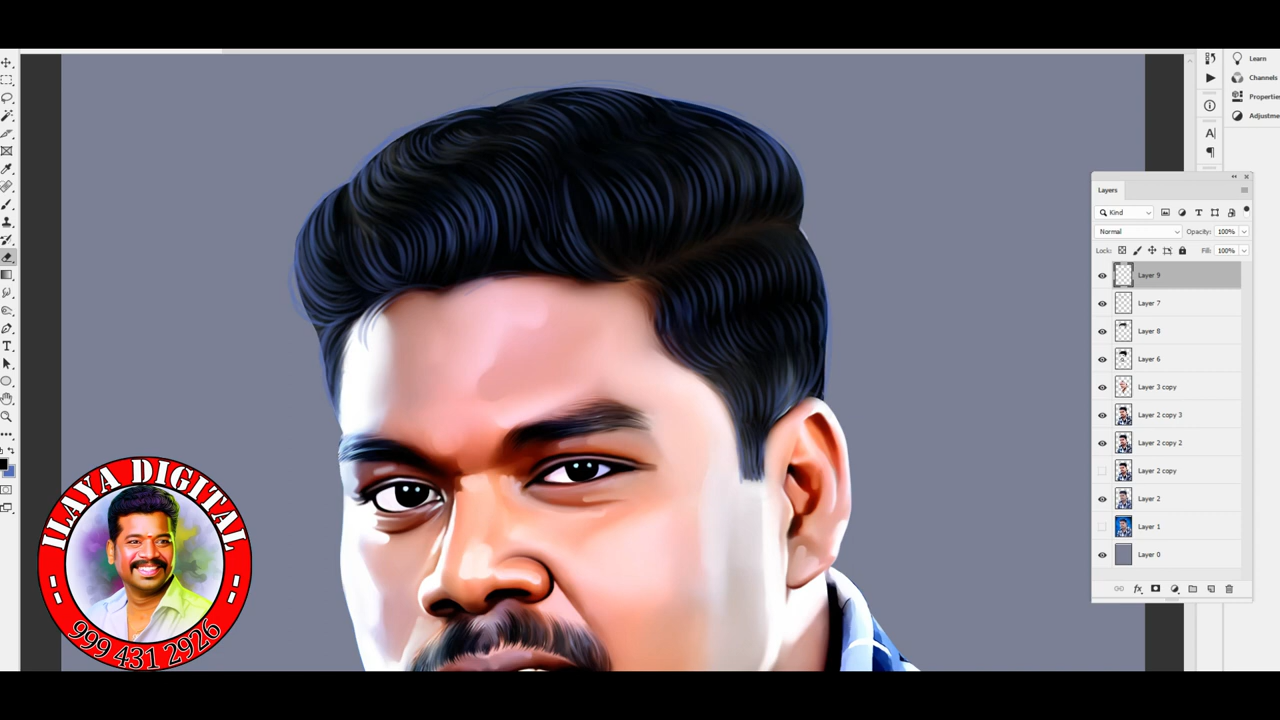 Learn
Channels
Properties
Adjustme
Layers
Kind
Normal
Opacity: 100%
Lock:
Fill: 100%
Layer 9
Layer 7
Layer 8
Layer 6
Layer 3 copy
Layer 2 copy 3
Layer 2 copy 2
Layer 2 copy
Layer 2
Layer 1
Layer 0
ILAYA DIGITAL
999 431 2926